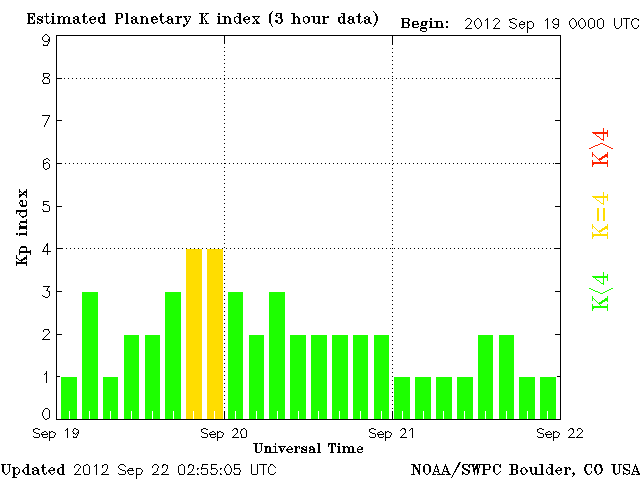 Estimated Planetary K index (3 hour data)
Begin: 2012 Sep 19 0000 UTC
9
8
7
6
5
4
3
2
1
0
Kp index
K>4
K=4
K<4
Sep 19
Sep 20
Sep 21
Sep 22
Universal Time
Updated 2012 Sep 22 02:55:05 UTC
NOAA/SWPC Boulder, CO USA